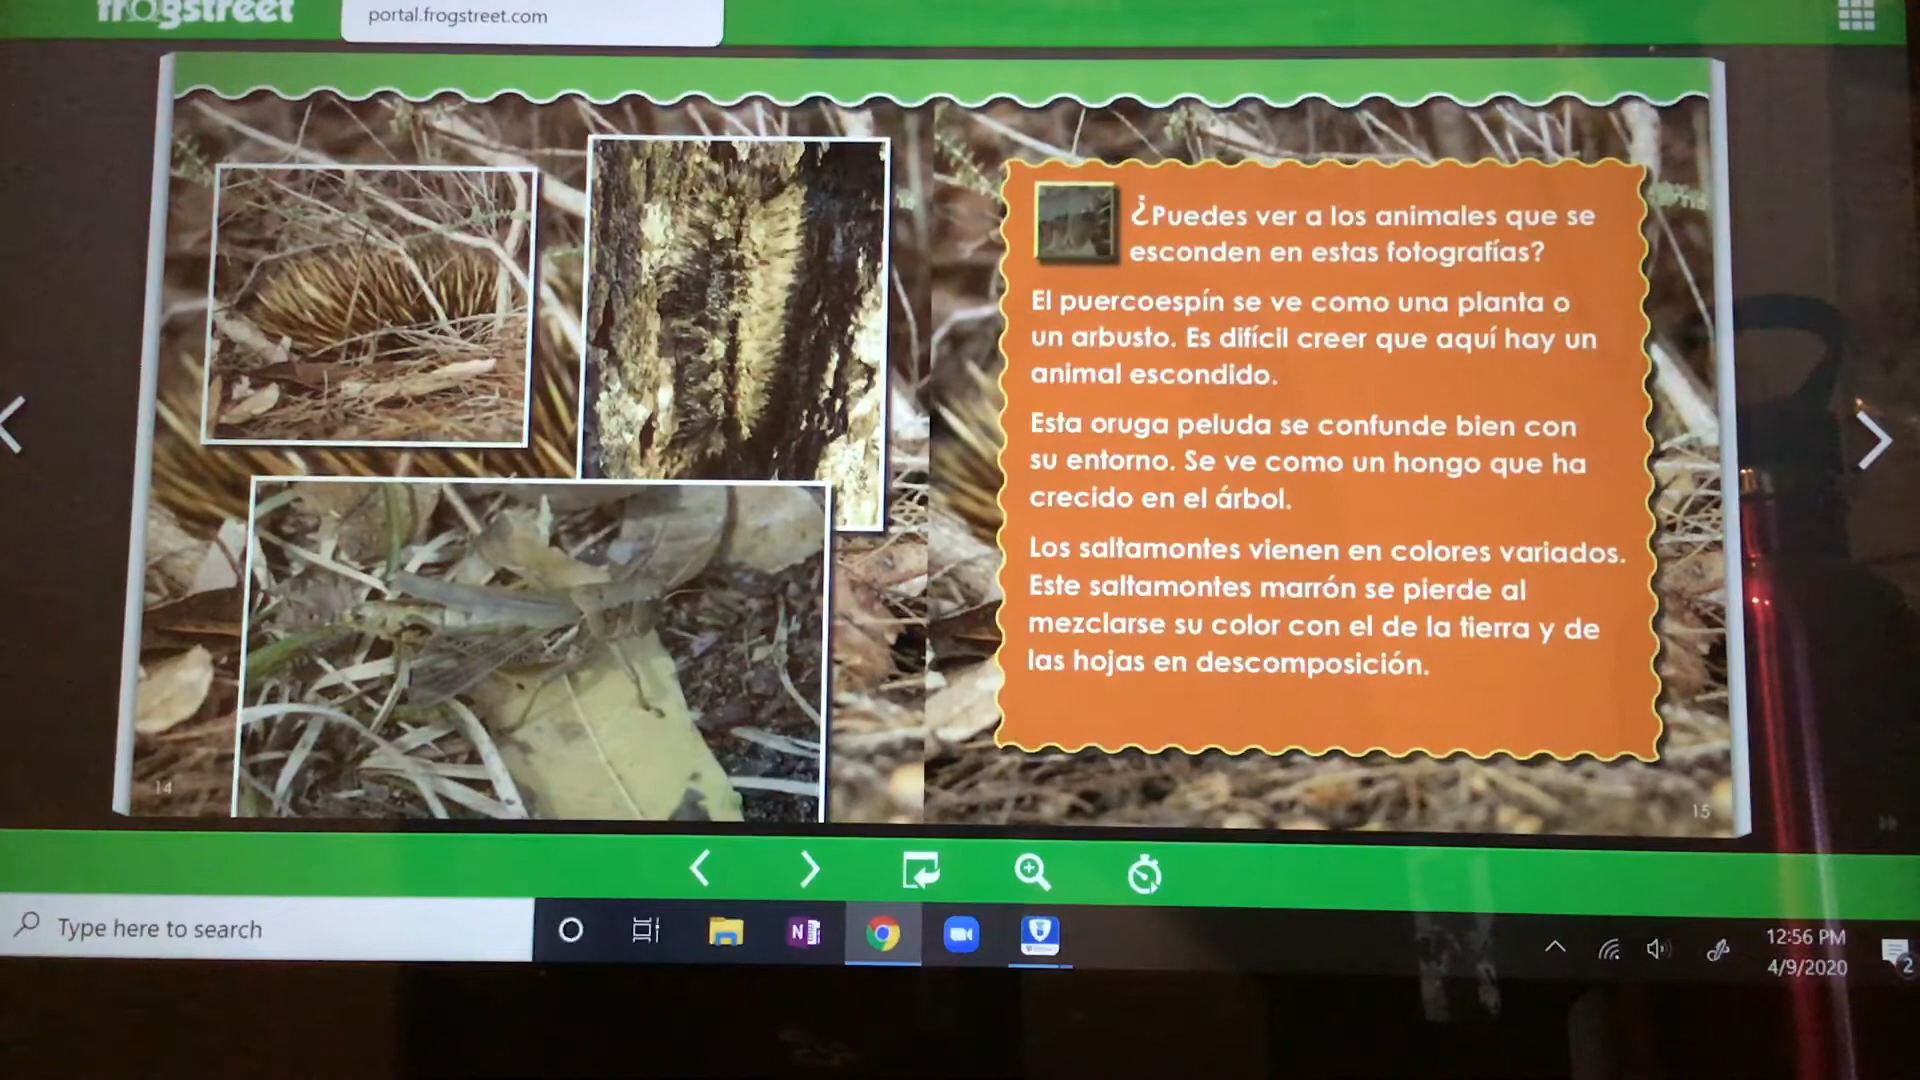 frogstreet
portal.frogstreet.com
¿Puedes ver a los animales que se
esconden en estas fotografías?
El puercoespín se ve como una planta o
un arbusto. Es difícil creer que aquí hay un
animal escondido.
Esta oruga peluda se confunde bien con
su entorno. Se ve como un hongo que ha
crecido en el árbol.
Los saltamontes vienen en colores variados.
Este saltamontes marrón se pierde al
mezclarse su color con el de la tierra y de
las hojas en descomposición.
14
15
Type here to search
N
12:56 PM
4/9/2020
2